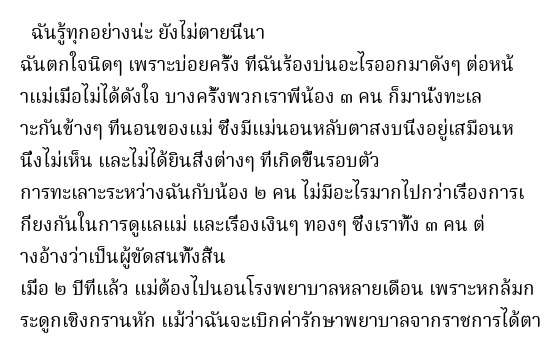 ฉันรู้ทุกอย่างน่ะ ยังไม่ตายนี่นา
ฉันตกใจนิดๆ เพราะบ่อยครั้ง ที่ฉันร้องบ่นอะไรออกมาดังๆ ต่อหน้
าแม่เมื่อไม่ได้ดังใจ บางครั้งพวกเราพี่น้อง ๓ คน ก็มานั่งทะเล
าะกันข้างๆ ที่นอนของแม่ ซึ่งมีแม่นอนหลับตาสงบนิ่งอยู่เสมือนห
นึ่งไม่เห็น และไม่ได้ยินสิ่งต่างๆ ที่เกิดขึ้นรอบตัว
การทะเลาะระหว่างฉันกับน้อง ๒ คน ไม่มีอะไรมากไปกว่าเรื่องการเ
กี่ยงกันในการดูแลแม่ และเรื่องเงินๆ ทองๆ ซึ่งเราทั้ง ๓ คน ต่
างอ้างว่าเป็นผู้ขัดสนทั้งสิ้น
เมื่อ ๒ ปีที่แล้ว แม่ต้องไปนอนโรงพยาบาลหลายเดือน เพราะหกล้มก
ระดูกเชิงกรานหัก แม้ว่าฉันจะเบิกค่ารักษาพยาบาลจากราชการได้ตา